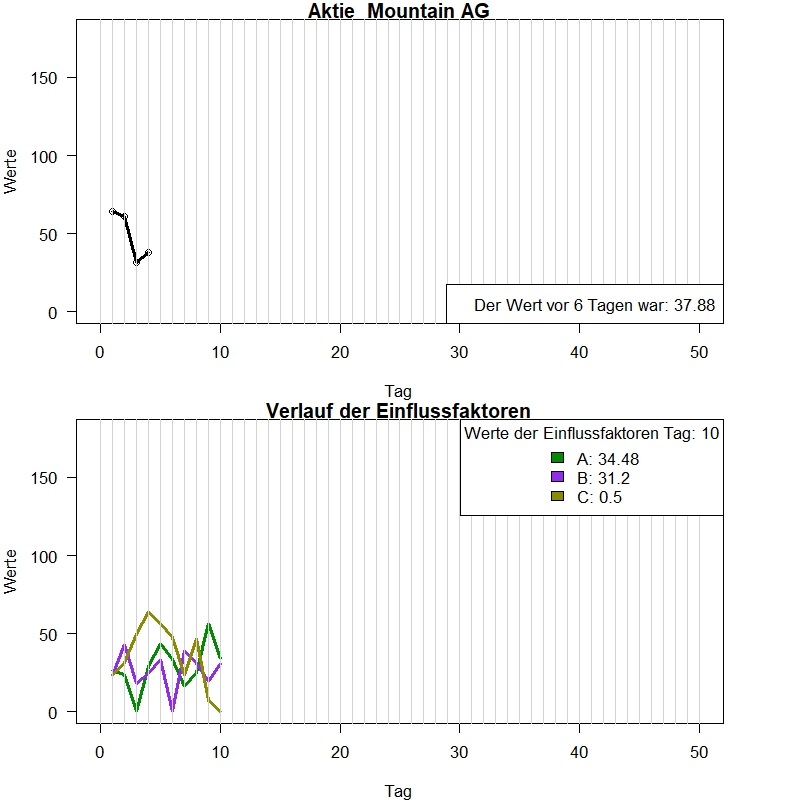 Aktie  Mountain AG
Werte
150
100
50
0
Der Wert vor 6 Tagen war: 37.88
0 10 20 30 40 50
Tag
Verlauf der Einflussfaktoren
Werte
150
100
50
0
Werte der Einflussfaktoren Tag: 10
A: 34.48
B: 31.2
C: 0.5
0 10 20 30 40 50
Tag